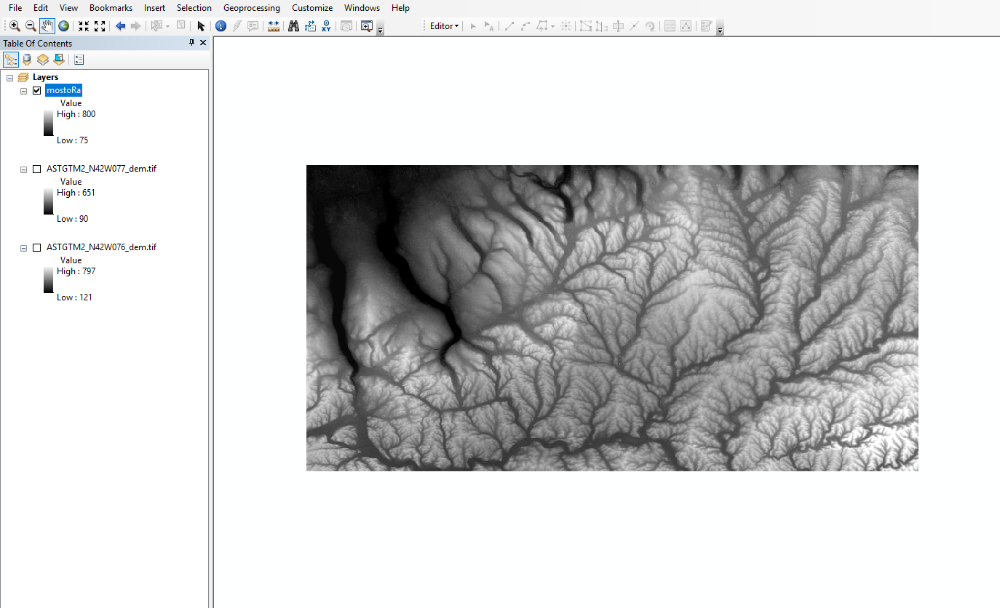 File Edit View Bookmarks Insert Selection Geoprocessing Customize Windows Help
XY Editor
Table Of Contents
Layers
mostoRa
Value
High : 800
Low : 75
ASTGTM2_N42W077_dem.tif
Value
High : 651
Low : 90
ASTGTM2_N42W076_dem.tif
Value
High : 797
Low : 121